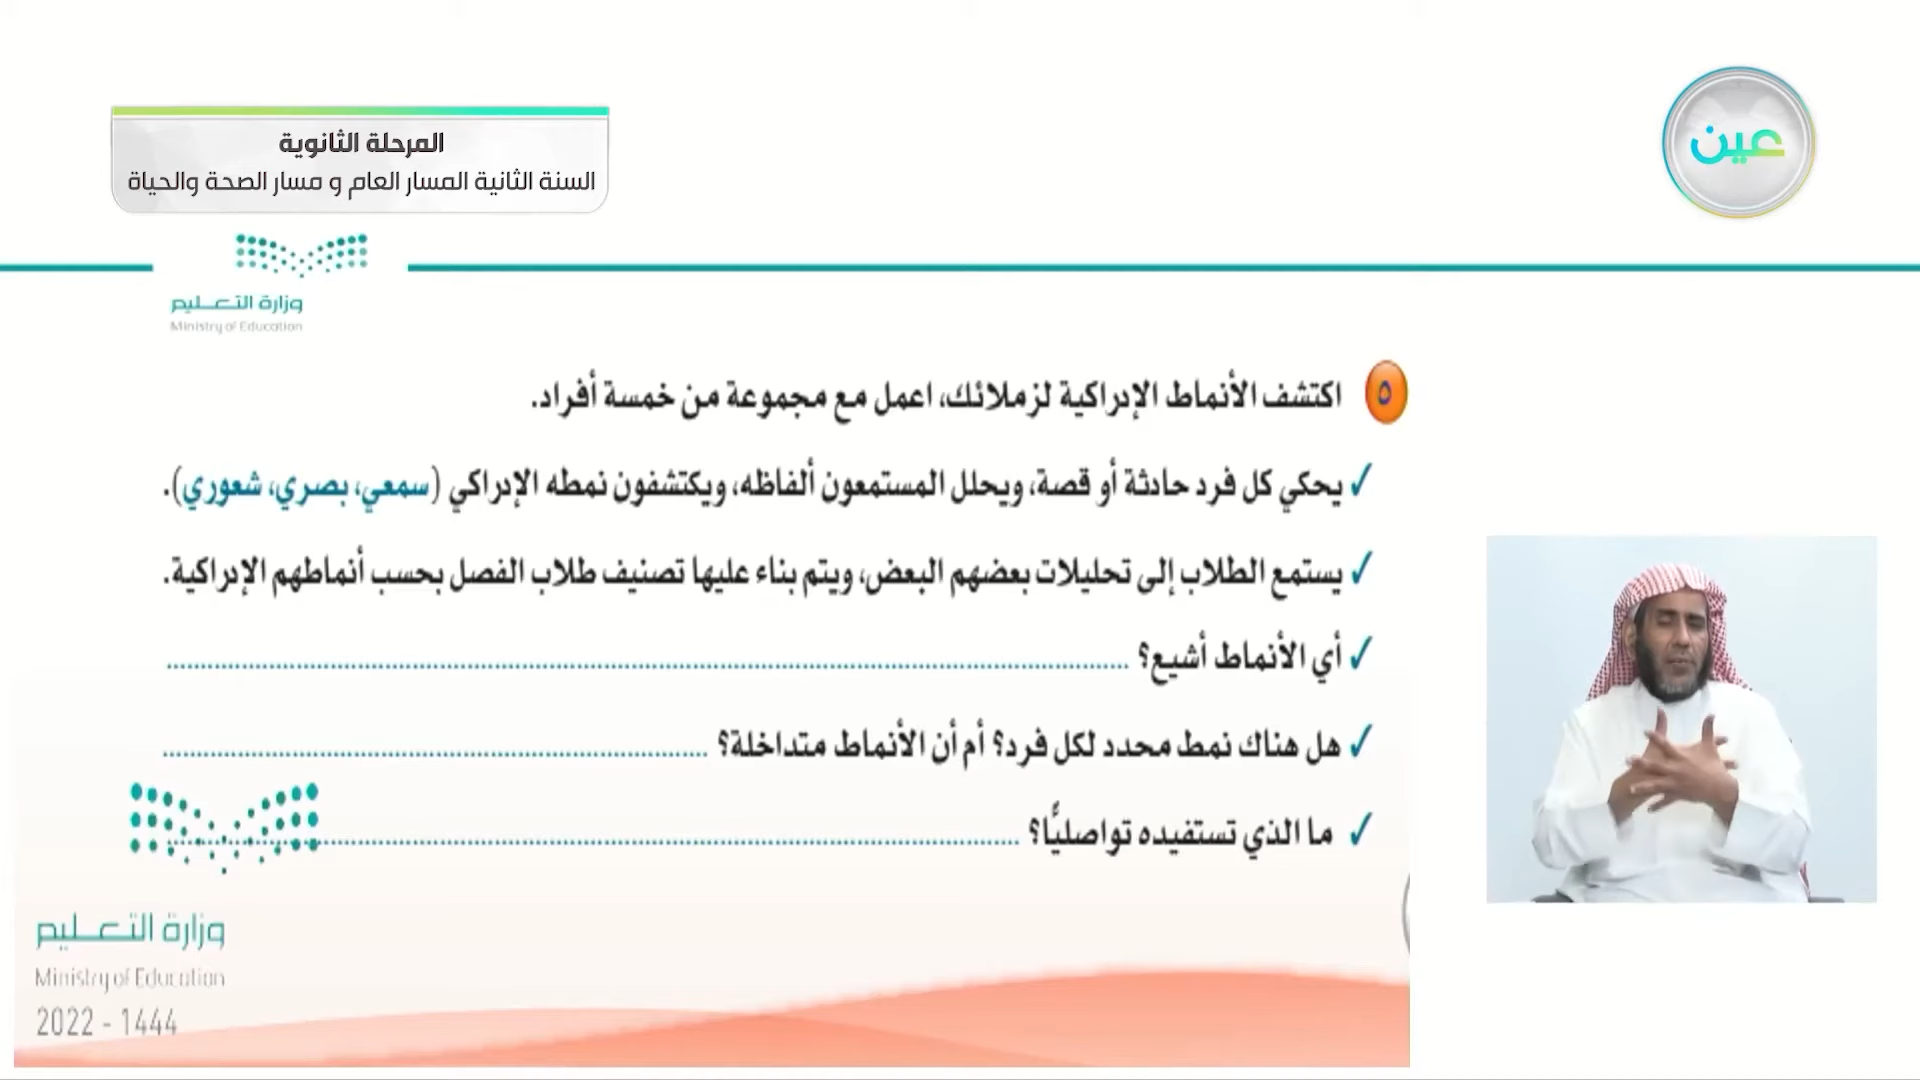 المرحلة الثانوية
السنة الثانية المسار العام و مسار الصحة والحياة
عين
وزارة التعليم
Ministry of Education
٥ اكتشف الأنماط الإدراكية لزملائك، اعمل مع مجموعة من خمسة أفراد.
✓ يحكي كل فرد حادثة أو قصة، ويحلل المستمعون ألفاظه، ويكتشفون نمطه الإدراكي (سمعي، بصري، شعوري).
✓ يستمع الطلاب إلى تحليلات بعضهم البعض، ويتم بناء عليها تصنيف طلاب الفصل بحسب أنماطهم الإدراكية.
✓ أي الأنماط أشيع؟
✓ هل هناك نمط محدد لكل فرد؟ أم أن الأنماط متداخلة؟
✓ ما الذي تستفيده تواصليًّا؟
وزارة التعليم
Ministry of Education
2022 - 1444